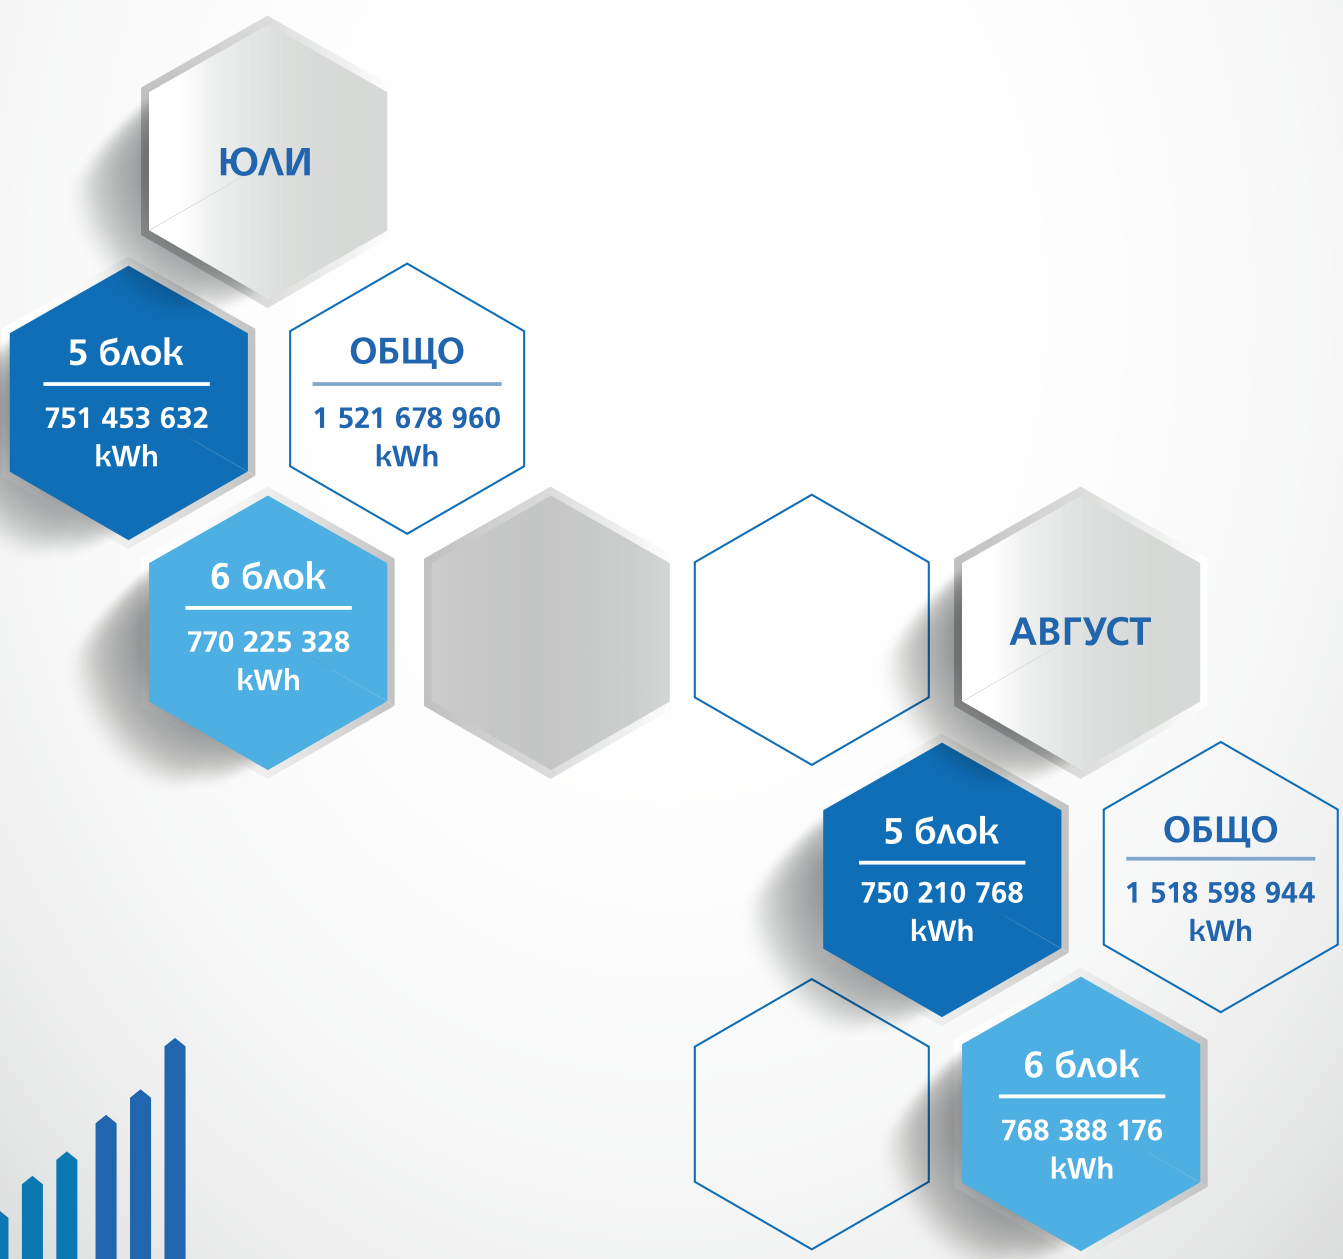 ЮЛИ
5 блок
751 453 632
kWh
ОБЩО
1 521 678 960
kWh
6 блок
770 225 328
kWh
АВГУСТ
5 блок
750 210 768
kWh
ОБЩО
1 518 598 944
kWh
6 блок
768 388 176
kWh